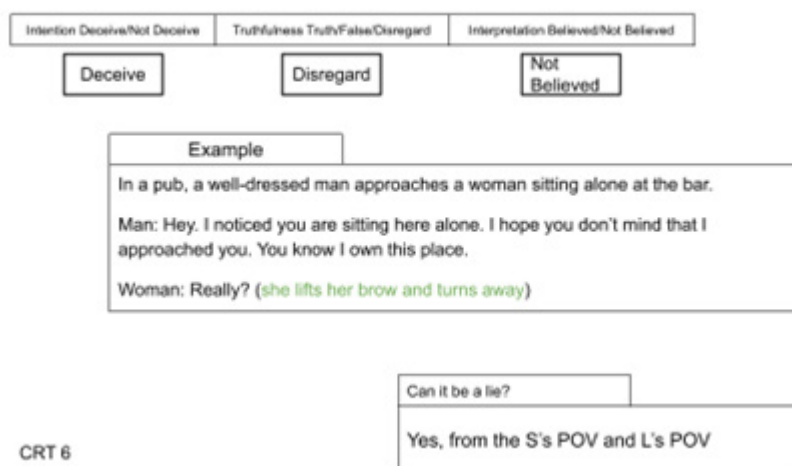 Intention Deceive/Not Deceive Truthfulness Truth/False/Disregard Interpretation Believed/Not Believed
Deceive Disregard Not
Believed
Example
In a pub, a well-dressed man approaches a woman sitting alone at the bar.
Man: Hey. I noticed you are sitting here alone. I hope you don't mind that I
approached you. You know I own this place.
Woman: Really? (she lifts her brow and turns away)
Can it be a lie?
Yes, from the S's POV and L's POV
CRT 6